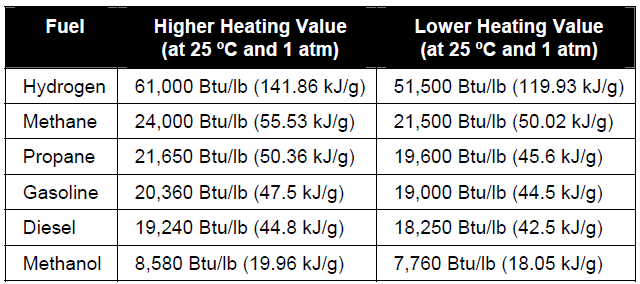 Fuel Higher Heating Value Lower Heating Value
(at 25 ºC and 1 atm) (at 25 ºC and 1 atm)
Hydrogen 61,000 Btu/lb (141.86 kJ/g) 51,500 Btu/lb (119.93 kJ/g)
Methane 24,000 Btu/lb (55.53 kJ/g) 21,500 Btu/lb (50.02 kJ/g)
Propane 21,650 Btu/lb (50.36 kJ/g) 19,600 Btu/lb (45.6 kJ/g)
Gasoline 20,360 Btu/lb (47.5 kJ/g) 19,000 Btu/lb (44.5 kJ/g)
Diesel 19,240 Btu/lb (44.8 kJ/g) 18,250 Btu/lb (42.5 kJ/g)
Methanol 8,580 Btu/lb (19.96 kJ/g) 7,760 Btu/lb (18.05 kJ/g)